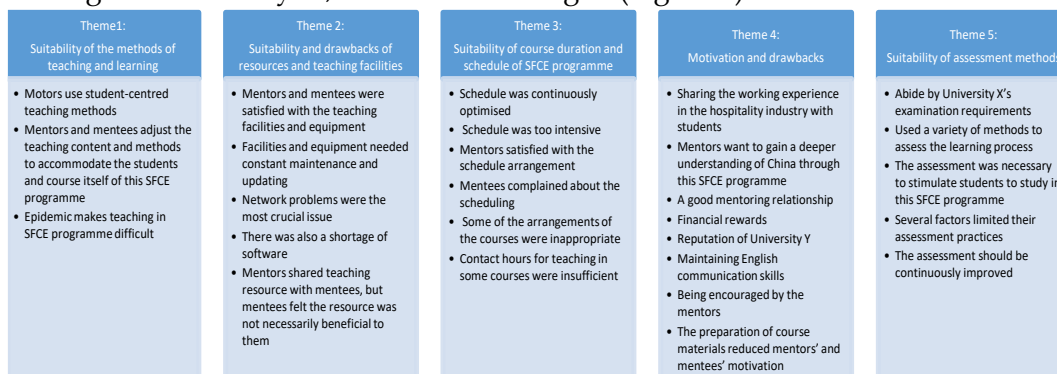 Theme1:
Suitability of the methods of
teaching and learning
• Motors use student-centred
teaching methods
• Mentors and mentees adjust the
teaching content and methods
to accommodate the students
and course itself of this SFCE
programme
• Epidemic makes teaching in
SFCE programme difficult
Theme 2:
Suitability and drawbacks of
resources and teaching facilities
• Mentors and mentees were
satisfied with the teaching
facilities and equipment
• Facilities and equipment needed
constant maintenance and
updating
• Network problems were the
most crucial issue
• There was also a shortage of
software
• Mentors shared teaching
resource with mentees, but
mentees felt the resource was
not necessarily beneficial to
them
Theme 3:
Suitability of course duration and
schedule of SFCE programme
• Schedule was continuously
optimised
• Schedule was too intensive
• Mentors satisfied with the
schedule arrangement
• Mentees complained about the
scheduling
• Some of the arrangements of
the courses were inappropriate
• Contact hours for teaching in
some courses were insufficient
Theme 4:
Motivation and drawbacks
• Sharing the working experience
in the hospitality industry with
students
• Mentors want to gain a deeper
understanding of China through
this SFCE programme
• A good mentoring relationship
• Financial rewards
• Reputation of University Y
• Maintaining English
communication skills
• Being encouraged by the
mentors
• The preparation of course
materials reduced mentors' and
mentees' motivation
Theme 5:
Suitability of assessment methods
• Abide by University X's
examination requirements
• Used a variety of methods to
assess the learning process
• The assessment was necessary
to stimulate students to study in
this SFCE programme
• Several factors limited their
assessment practices
• The assessment should be
continuously improved